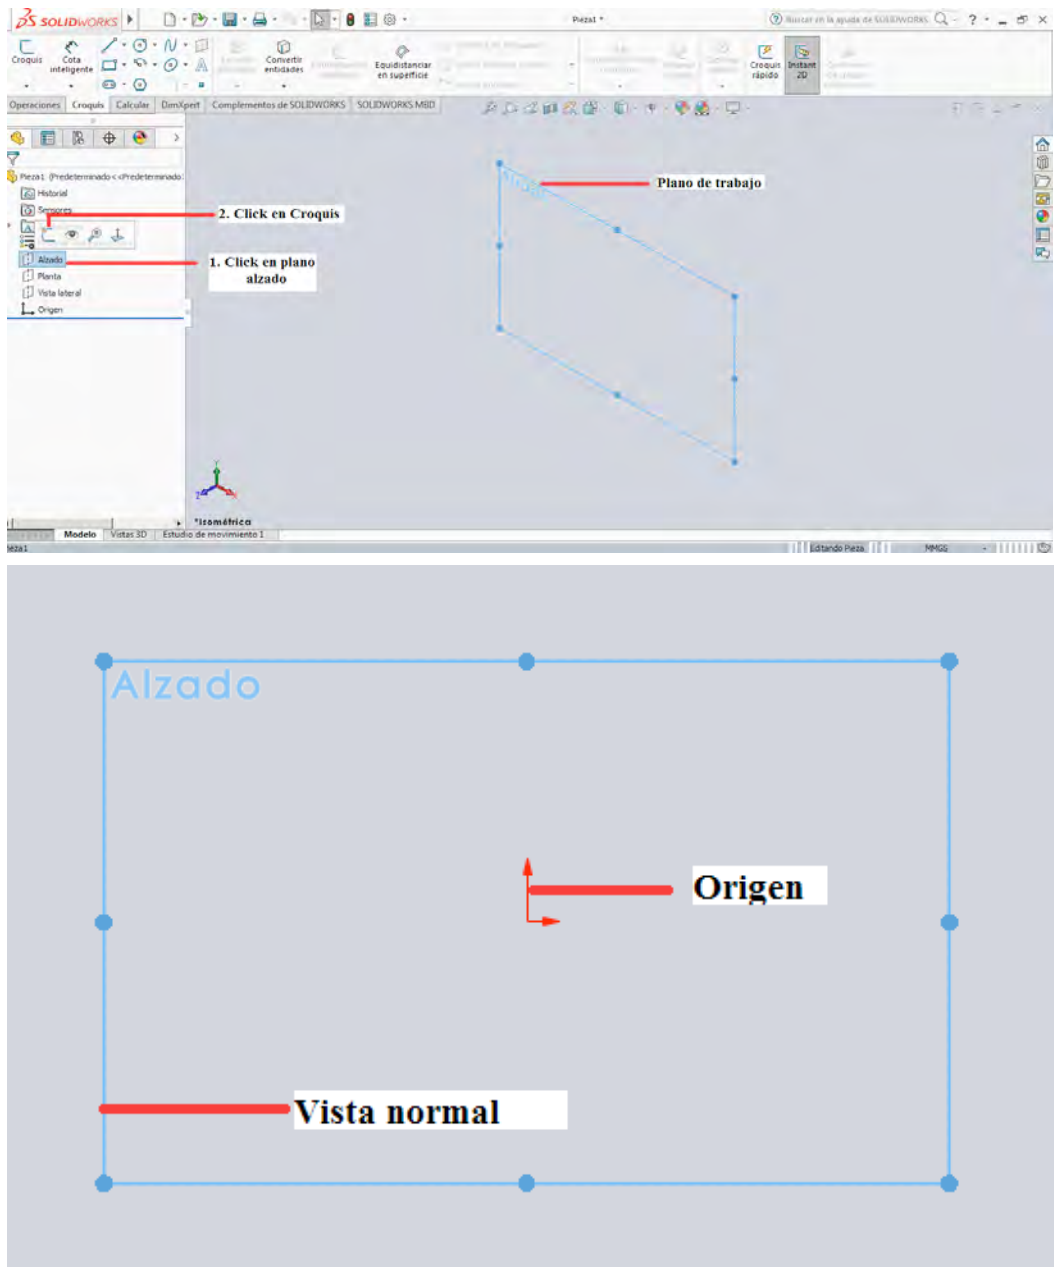 SOLIDWORKS
Pieza1 *
Buscar en la ayuda de SOLIDWORKS
Croquis
Cota inteligente
Convertir entidades
Equidistanciar en superficie
Croquis rápido
Instant 2D
Operaciones
Croquis
Calcular
DimXpert
Complementos de SOLIDWORKS
SOLIDWORKS MBD
Pieza1 (Predeterminado<<Predeterminado
Historial
Sensores
2. Click en Croquis
Alzado
1. Click en plano
alzado
Planta
Vista lateral
Origen
Plano de trabajo
*Isométrica
Modelo
Vistas 3D
Estudio de movimiento 1
Editando Pieza
MMGS
Alzado
Origen
Vista normal